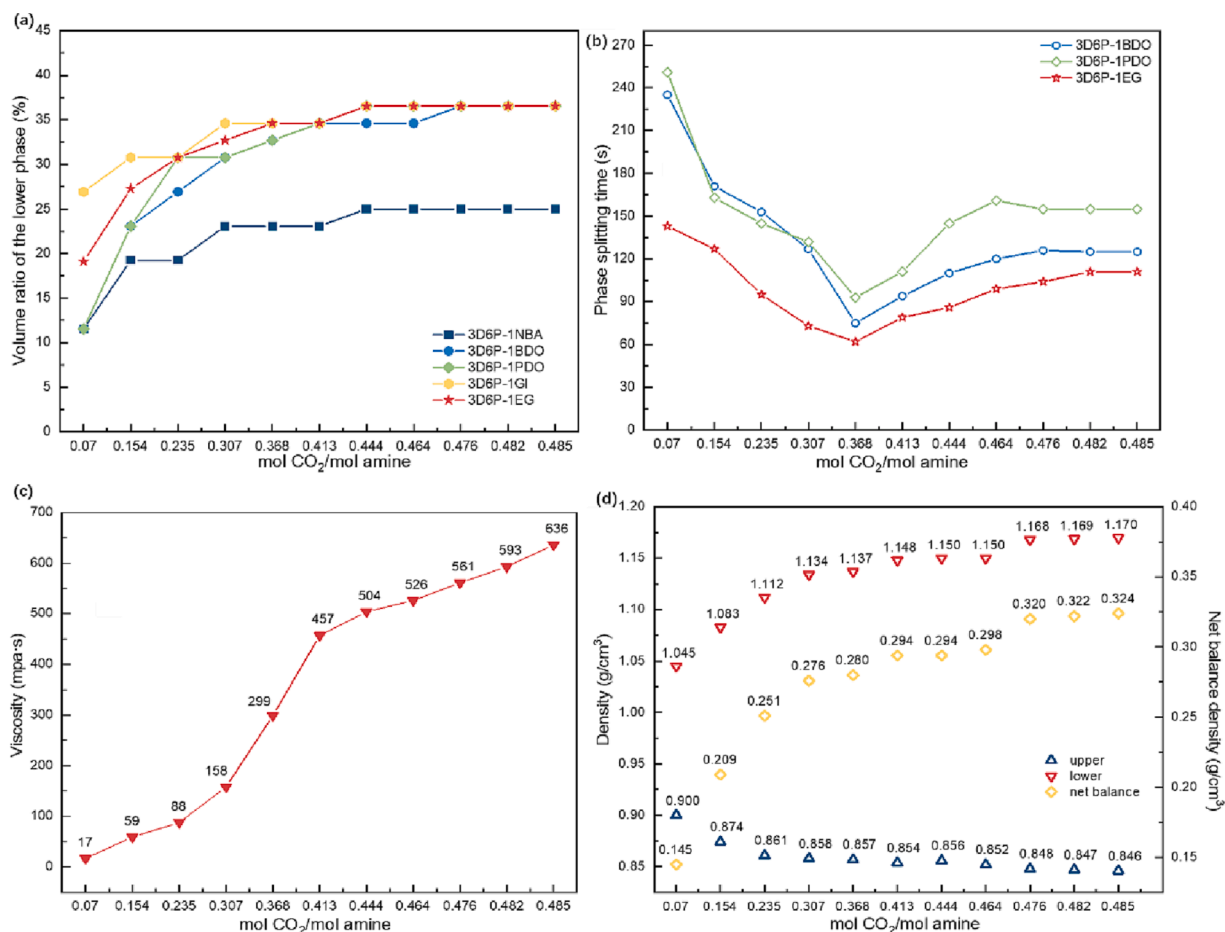 (a)
Volume ratio of the lower phase (%)
45
40
35
30
25
20
15
10
5
0
3D6P-1NBA
3D6P-1BDO
3D6P-1PDO
3D6P-1GI
3D6P-1EG
0.07 0.154 0.235 0.307 0.368 0.413 0.444 0.464 0.476 0.482 0.485
mol CO₂/mol amine
(b)
Phase splitting time (s)
270
240
210
180
150
120
90
60
30
0
3D6P-1BDO
3D6P-1PDO
3D6P-1EG
0.07 0.154 0.235 0.307 0.368 0.413 0.444 0.464 0.476 0.482 0.485
mol CO₂/mol amine
(c)
Viscosity (mpa·s)
700
600
500
400
300
200
100
0
17 59 88 158 299 457 504 526 561 593 636
0.07 0.154 0.235 0.307 0.368 0.413 0.444 0.466 0.476 0.482 0.485
mol CO₂/mol amine
(d)
Density (g/cm³)
1.20
1.15
1.10
1.05
1.00
0.95
0.90
0.85
Net balance density (g/cm³)
0.40
0.35
0.30
0.25
0.20
0.15
1.045 1.083 1.112 1.134 1.137 1.148 1.150 1.150 1.168 1.169 1.170
0.145 0.209 0.251 0.276 0.280 0.294 0.294 0.298 0.320 0.322 0.324
0.900 0.874 0.861 0.858 0.857 0.854 0.856 0.852 0.848 0.847 0.846
upper
lower
net balance
0.07 0.154 0.235 0.307 0.368 0.413 0.444 0.464 0.476 0.482 0.485
mol CO₂/mol amine